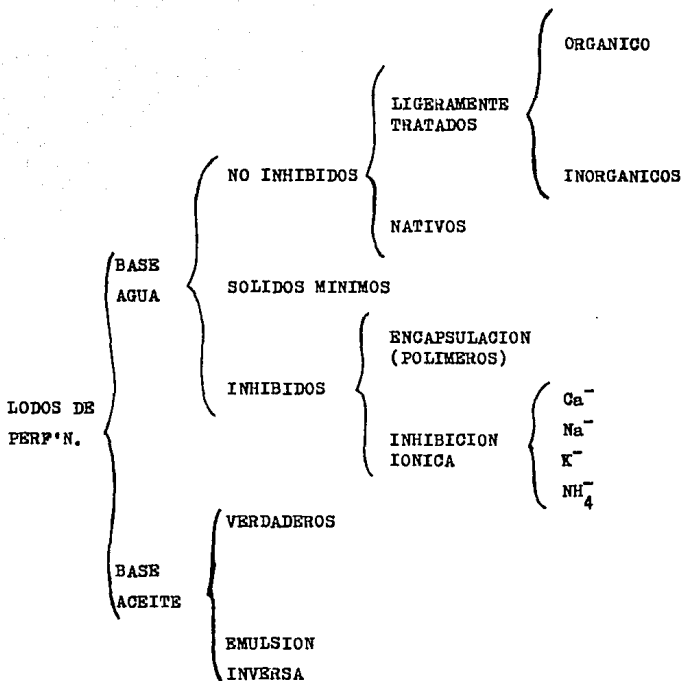 ORGANICO
LIGERAMENTE
TRATADOS
INORGANICOS
NO INHIBIDOS
NATIVOS
BASE
AGUA
SOLIDOS MINIMOS
ENCAPSULACION
(POLIMEROS)
INHIBIDOS
INHIBICION
IONICA
Ca⁻
Na⁻
K⁻
NH₄⁻
LODOS DE
PERF'N.
VERDADEROS
BASE
ACEITE
EMULSION
INVERSA